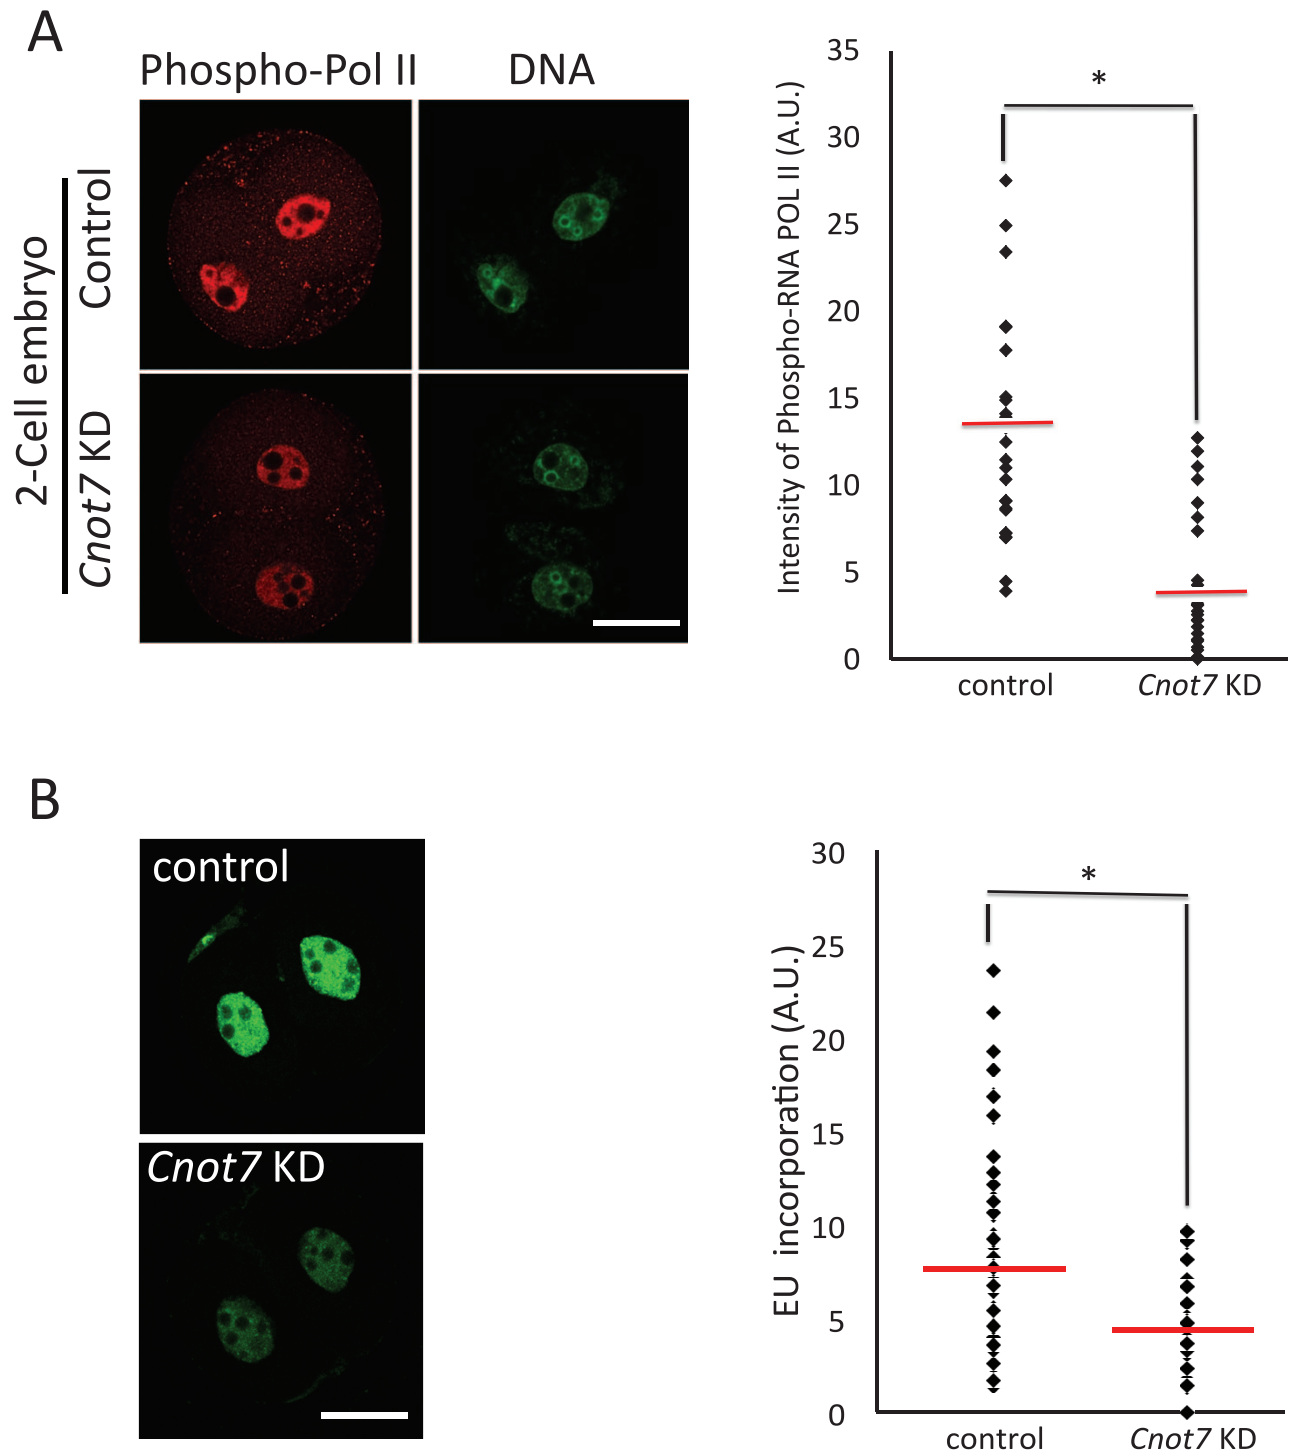 A
Phospho-Pol II DNA
2-Cell embryo
Control
Cnot7 KD
Intensity of Phospho-RNA POL II (A.U.)
35
30
25
20
15
10
5
0
*
control Cnot7 KD
B
control
Cnot7 KD
EU incorporation (A.U.)
30
25
20
15
10
5
0
*
control Cnot7 KD